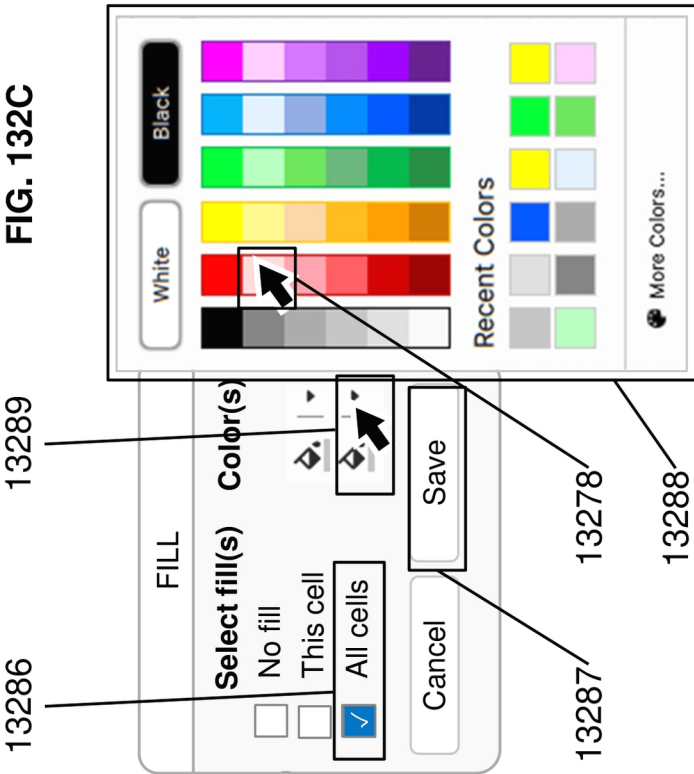 FIG. 132C
13286
13289
FILL
Select fill(s)
Color(s)
No fill
This cell
All cells
Cancel
Save
White
Black
Recent Colors
More Colors...
13287
13278
13288